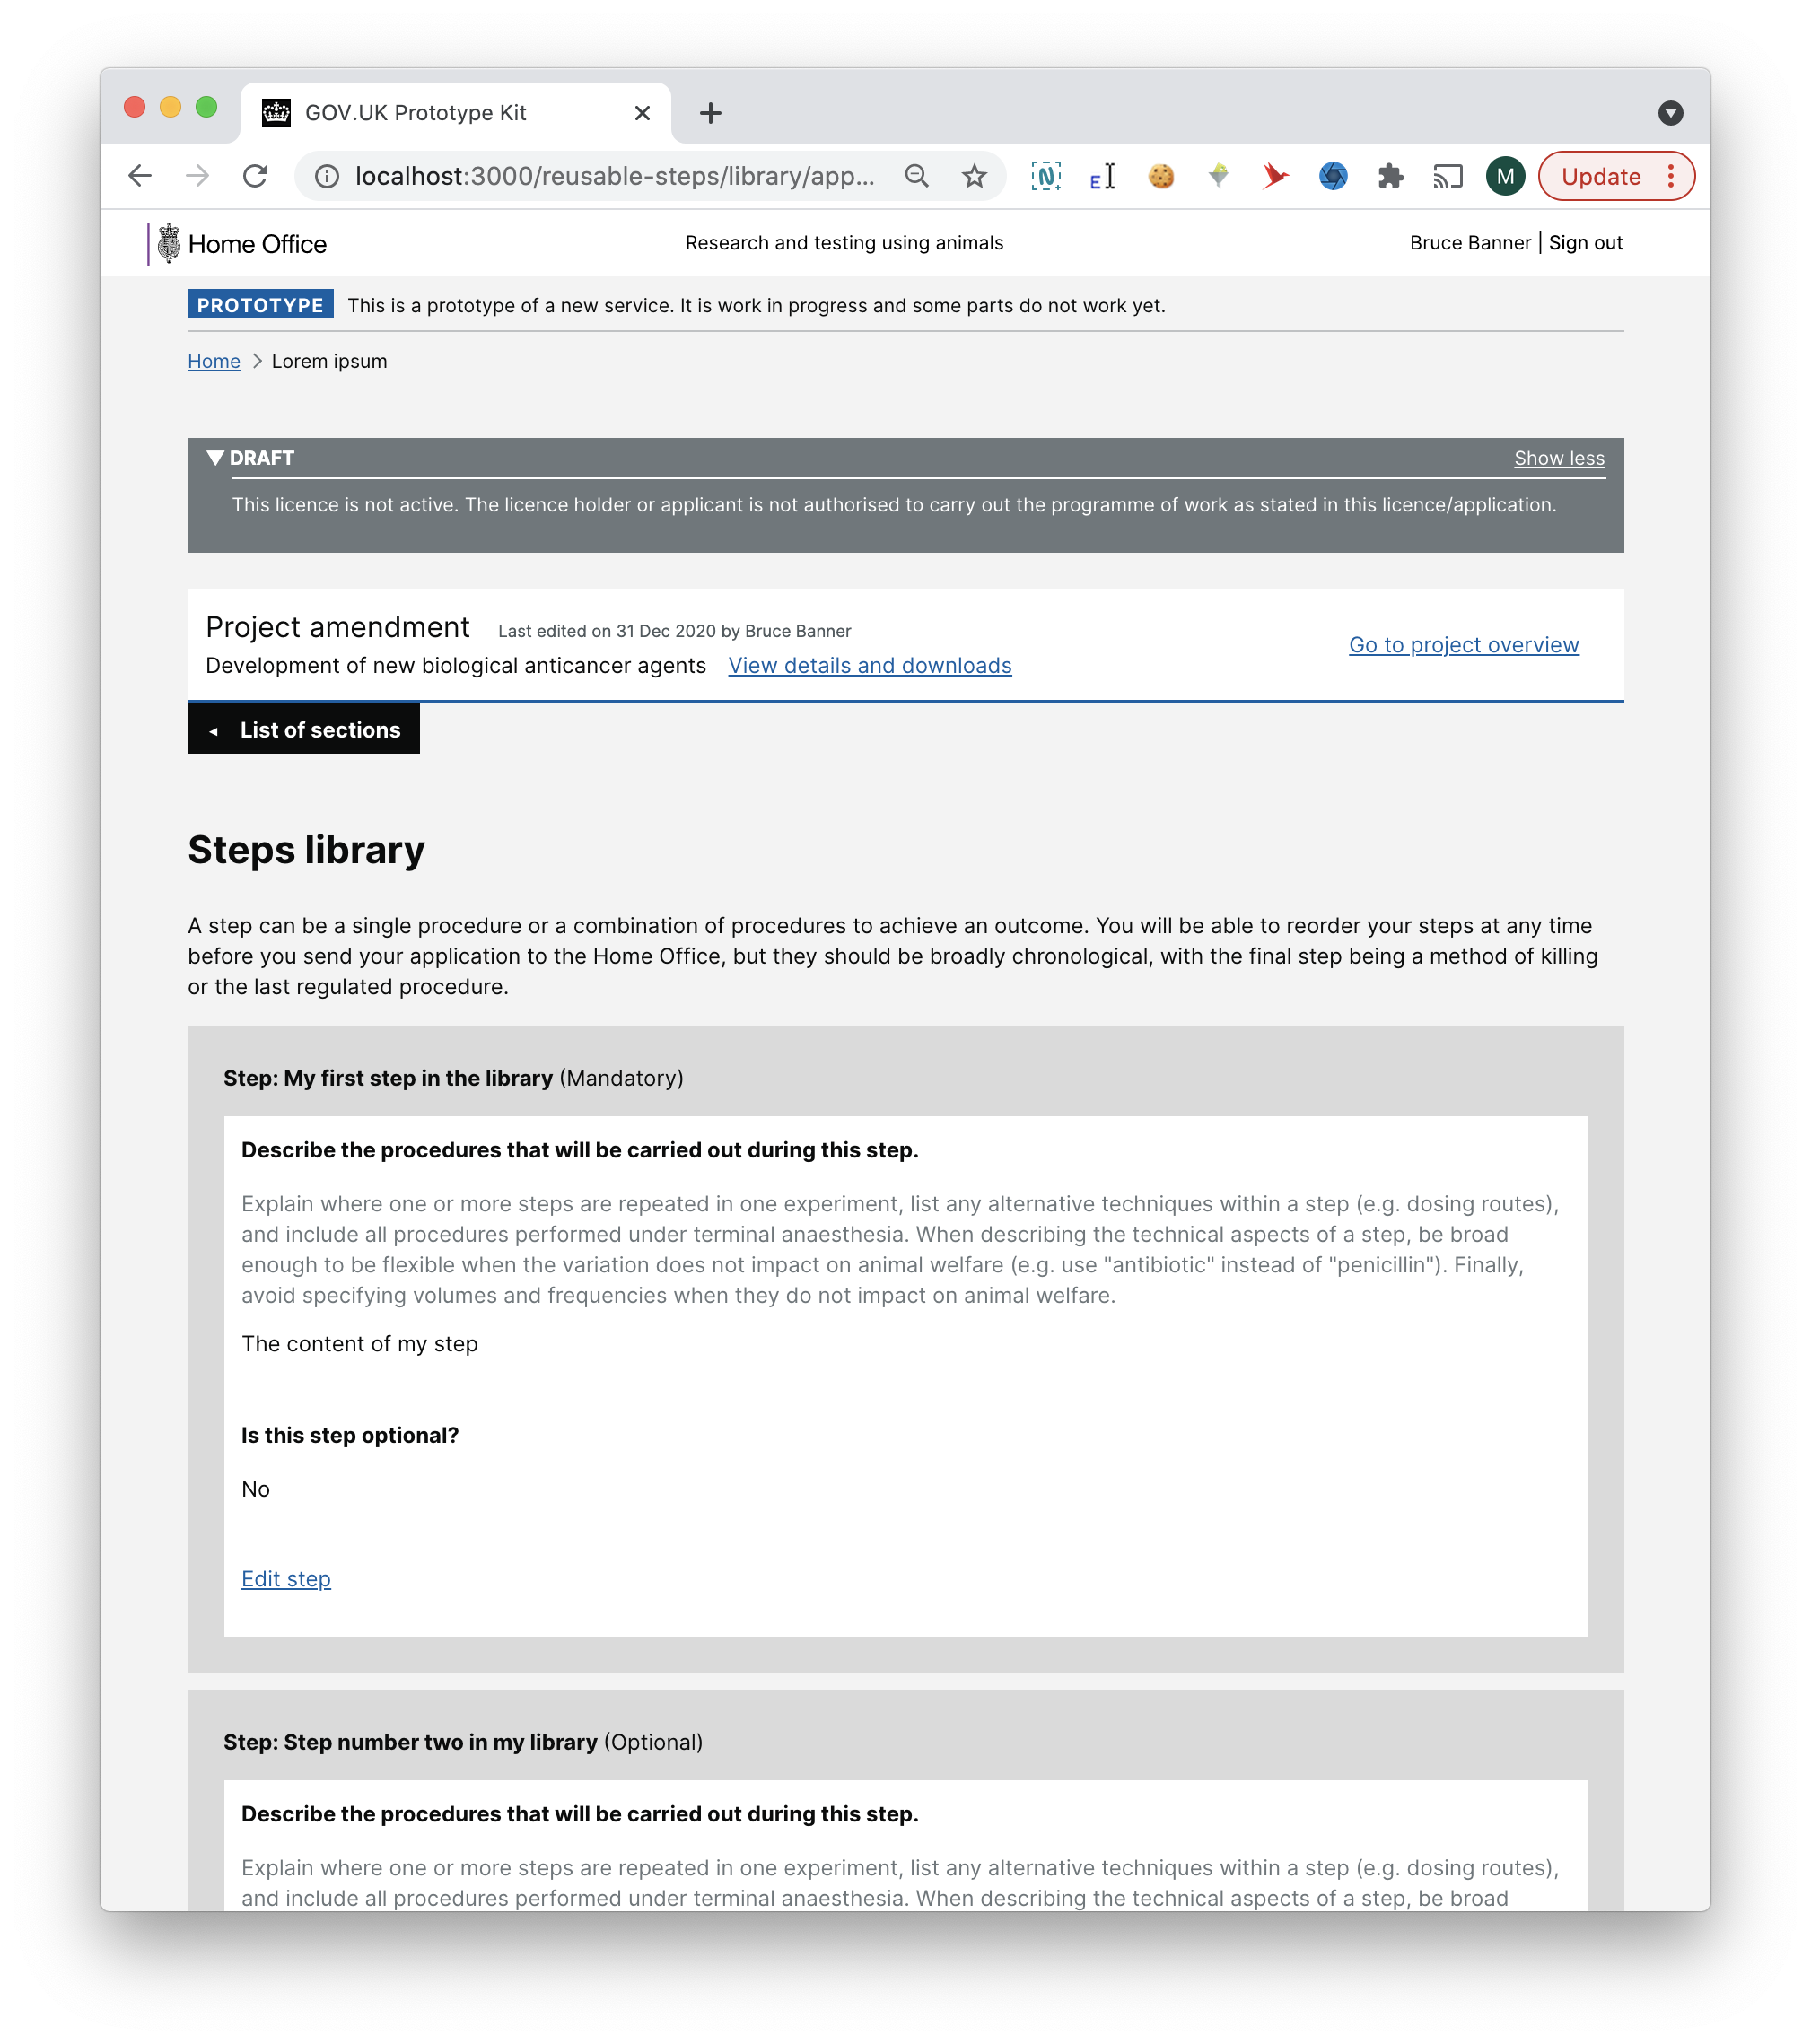 GOV.UK Prototype Kit
localhost:3000/reusable-steps/library/app...
M
Update
Home Office
Research and testing using animals
Bruce Banner | Sign out
PROTOTYPE This is a prototype of a new service. It is work in progress and some parts do not work yet.
Home > Lorem ipsum
DRAFT
Show less
This licence is not active. The licence holder or applicant is not authorised to carry out the programme of work as stated in this licence/application.
Project amendment Last edited on 31 Dec 2020 by Bruce Banner
Development of new biological anticancer agents View details and downloads
Go to project overview
List of sections
Steps library
A step can be a single procedure or a combination of procedures to achieve an outcome. You will be able to reorder your steps at any time
before you send your application to the Home Office, but they should be broadly chronological, with the final step being a method of killing
or the last regulated procedure.
Step: My first step in the library (Mandatory)
Describe the procedures that will be carried out during this step.
Explain where one or more steps are repeated in one experiment, list any alternative techniques within a step (e.g. dosing routes),
and include all procedures performed under terminal anaesthesia. When describing the technical aspects of a step, be broad
enough to be flexible when the variation does not impact on animal welfare (e.g. use "antibiotic" instead of "penicillin"). Finally,
avoid specifying volumes and frequencies when they do not impact on animal welfare.
The content of my step
Is this step optional?
No
Edit step
Step: Step number two in my library (Optional)
Describe the procedures that will be carried out during this step.
Explain where one or more steps are repeated in one experiment, list any alternative techniques within a step (e.g. dosing routes),
and include all procedures performed under terminal anaesthesia. When describing the technical aspects of a step, be broad